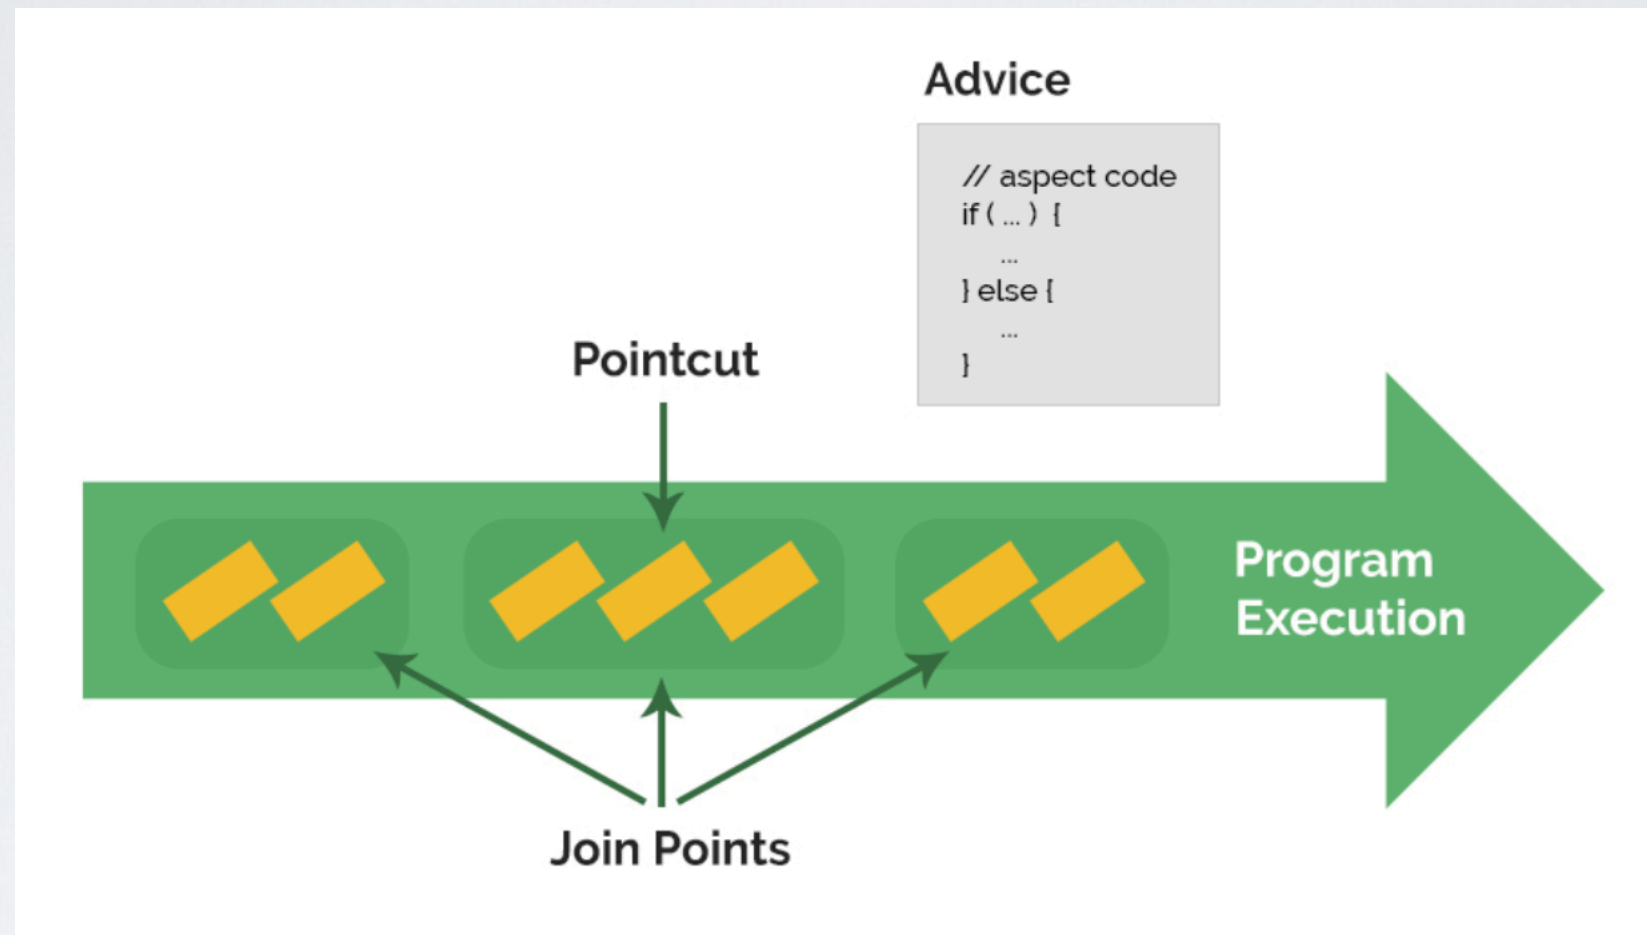 Advice
// aspect code
if ( ... ) {
...
} else {
...
}
Pointcut
Program
Execution
Join Points